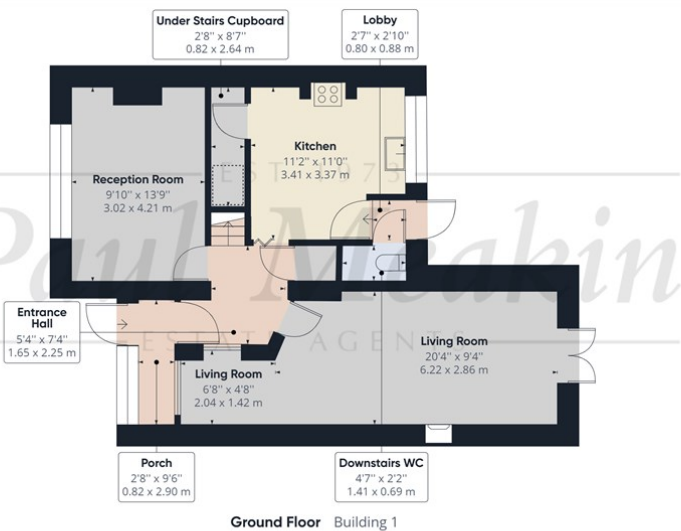 Under Stairs Cupboard
2'8" x 8'7"
0.82 x 2.64 m
Lobby
2'7" x 2'10"
0.80 x 0.88 m
Kitchen
11'2" x 11'0"
3.41 x 3.37 m
Reception Room
9'10" x 13'9"
3.02 x 4.21 m
EST 1973
Paul Meakin
ESTATE AGENTS
Entrance
Hall
5'4" x 7'4"
1.65 x 2.25 m
Living Room
20'4" x 9'4"
6.22 x 2.86 m
Living Room
6'8" x 4'8"
2.04 x 1.42 m
Porch
2'8" x 9'6"
0.82 x 2.90 m
Downstairs WC
4'7" x 2'2"
1.41 x 0.69 m
Ground Floor Building 1